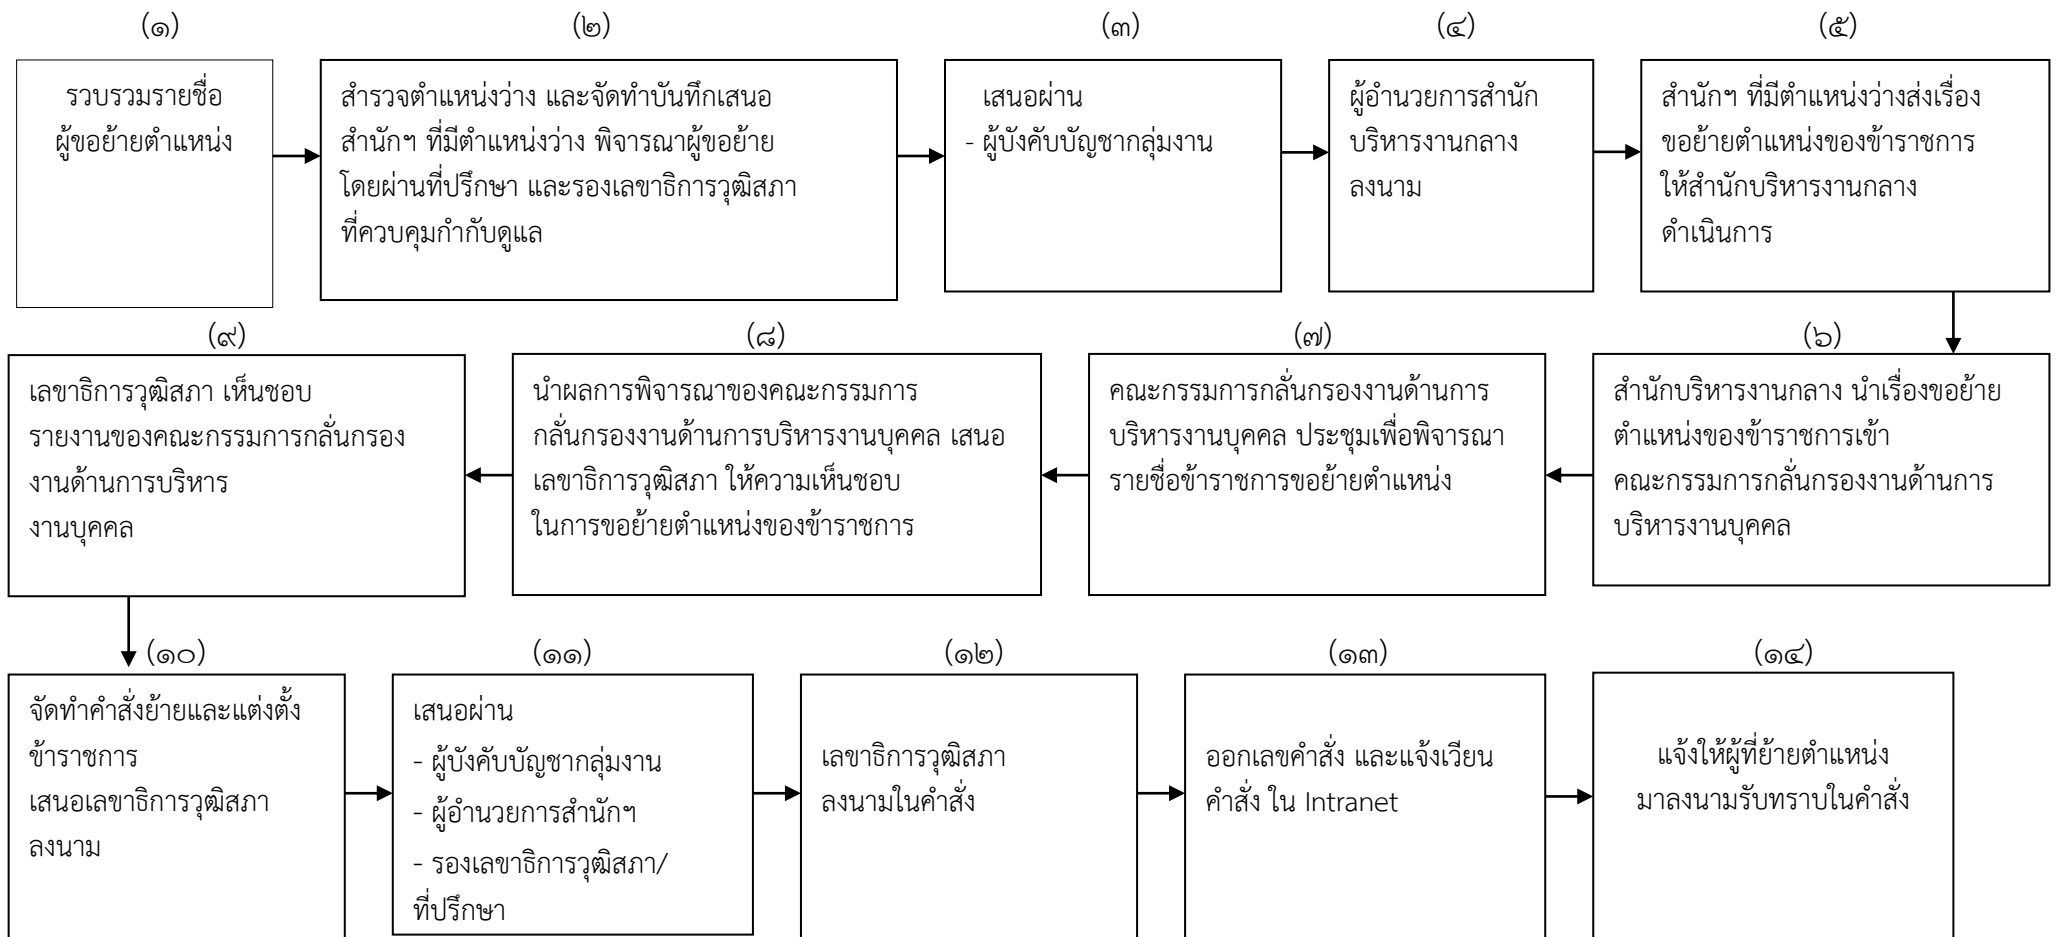 (๑)
รวบรวมรายชื่อ
ผู้ขอย้ายตำแหน่ง
(๒)
สำรวจตำแหน่งว่าง และจัดทำบันทึกเสนอ
สำนักฯ ที่มีตำแหน่งว่าง พิจารณาผู้ขอย้าย
โดยผ่านที่ปรึกษา และรองเลขาธิการวุฒิสภา
ที่ควบคุมกำกับดูแล
(๓)
เสนอผ่าน
- ผู้บังคับบัญชากลุ่มงาน
(๔)
ผู้อำนวยการสำนัก
บริหารงานกลาง
ลงนาม
(๕)
สำนักฯ ที่มีตำแหน่งว่างส่งเรื่อง
ขอย้ายตำแหน่งของข้าราชการ
ให้สำนักบริหารงานกลาง
ดำเนินการ
(๖)
สำนักบริหารงานกลาง นำเรื่องขอย้าย
ตำแหน่งของข้าราชการเข้า
คณะกรรมการกลั่นกรองงานด้านการ
บริหารงานบุคคล
(๗)
คณะกรรมการกลั่นกรองงานด้านการ
บริหารงานบุคคล ประชุมเพื่อพิจารณา
รายชื่อข้าราชการขอย้ายตำแหน่ง
(๘)
นำผลการพิจารณาของคณะกรรมการ
กลั่นกรองงานด้านการบริหารงานบุคคล เสนอ
เลขาธิการวุฒิสภา ให้ความเห็นชอบ
ในการขอย้ายตำแหน่งของข้าราชการ
(๙)
เลขาธิการวุฒิสภา เห็นชอบ
รายงานของคณะกรรมการกลั่นกรอง
งานด้านการบริหาร
งานบุคคล
(๑๐)
จัดทำคำสั่งย้ายและแต่งตั้ง
ข้าราชการ
เสนอเลขาธิการวุฒิสภา
ลงนาม
(๑๑)
เสนอผ่าน
- ผู้บังคับบัญชากลุ่มงาน
- ผู้อำนวยการสำนักฯ
- รองเลขาธิการวุฒิสภา/
ที่ปรึกษา
(๑๒)
เลขาธิการวุฒิสภา
ลงนามในคำสั่ง
(๑๓)
ออกเลขคำสั่ง และแจ้งเวียน
คำสั่ง ใน Intranet
(๑๔)
แจ้งให้ผู้ที่ย้ายตำแหน่ง
มาลงนามรับทราบในคำสั่ง